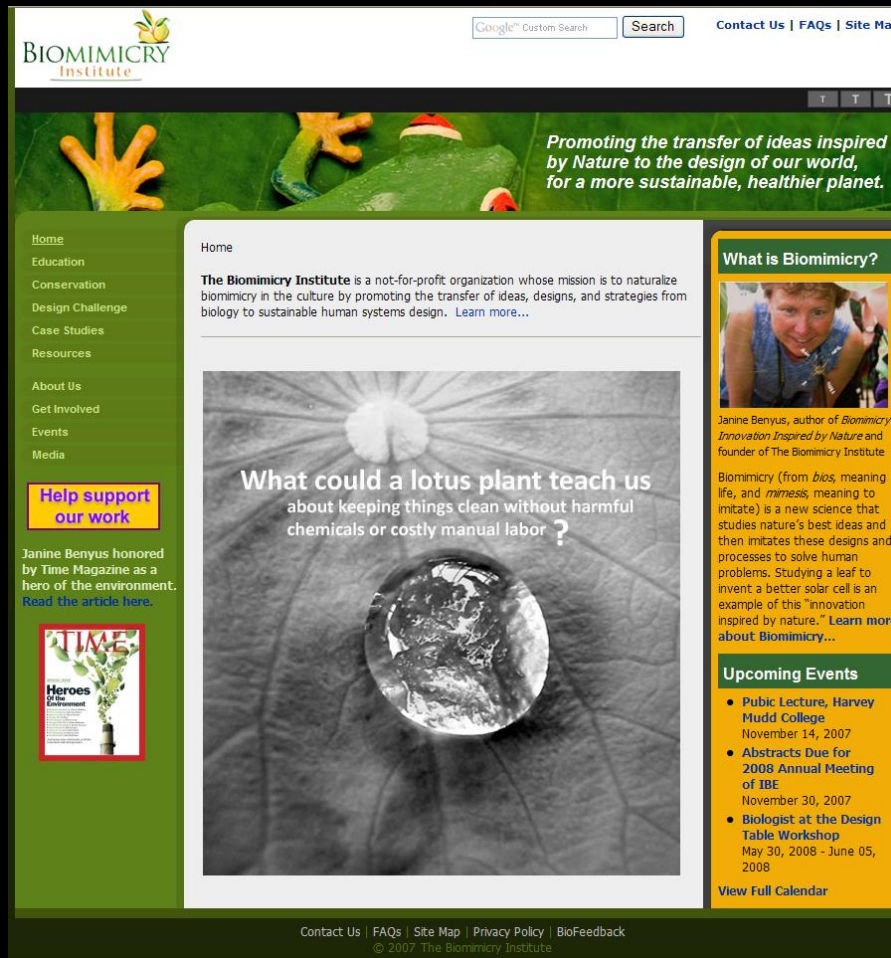 BIOMIMICRY
Institute
Google™ Custom Search
Search
Contact Us | FAQs | Site Ma
T T T
Promoting the transfer of ideas inspired
by Nature to the design of our world,
for a more sustainable, healthier planet.
Home
Education
Conservation
Design Challenge
Case Studies
Resources
About Us
Get Involved
Events
Media
Help support
our work
Janine Benyus honored
by Time Magazine as a
hero of the environment.
Read the article here.
TIME
Heroes
Of the
Environment
Home
The Biomimicry Institute is a not-for-profit organization whose mission is to naturalize
biomimicry in the culture by promoting the transfer of ideas, designs, and strategies from
biology to sustainable human systems design. Learn more...
What could a lotus plant teach us
about keeping things clean without harmful
chemicals or costly manual labor ?
What is Biomimicry?
Janine Benyus, author of Biomimicry
Innovation Inspired by Nature and
founder of The Biomimicry Institute
Biomimicry (from bios, meaning
life, and mimesis, meaning to
imitate) is a new science that
studies nature's best ideas and
then imitates these designs and
processes to solve human
problems. Studying a leaf to
invent a better solar cell is an
example of this "innovation
inspired by nature." Learn more
about Biomimicry...
Upcoming Events
• Pubic Lecture, Harvey
Mudd College
November 14, 2007
• Abstracts Due for
2008 Annual Meeting
of IBE
November 30, 2007
• Biologist at the Design
Table Workshop
May 30, 2008 - June 05,
2008
View Full Calendar
Contact Us | FAQs | Site Map | Privacy Policy | BioFeedback
© 2007 The Biomimicry Institute